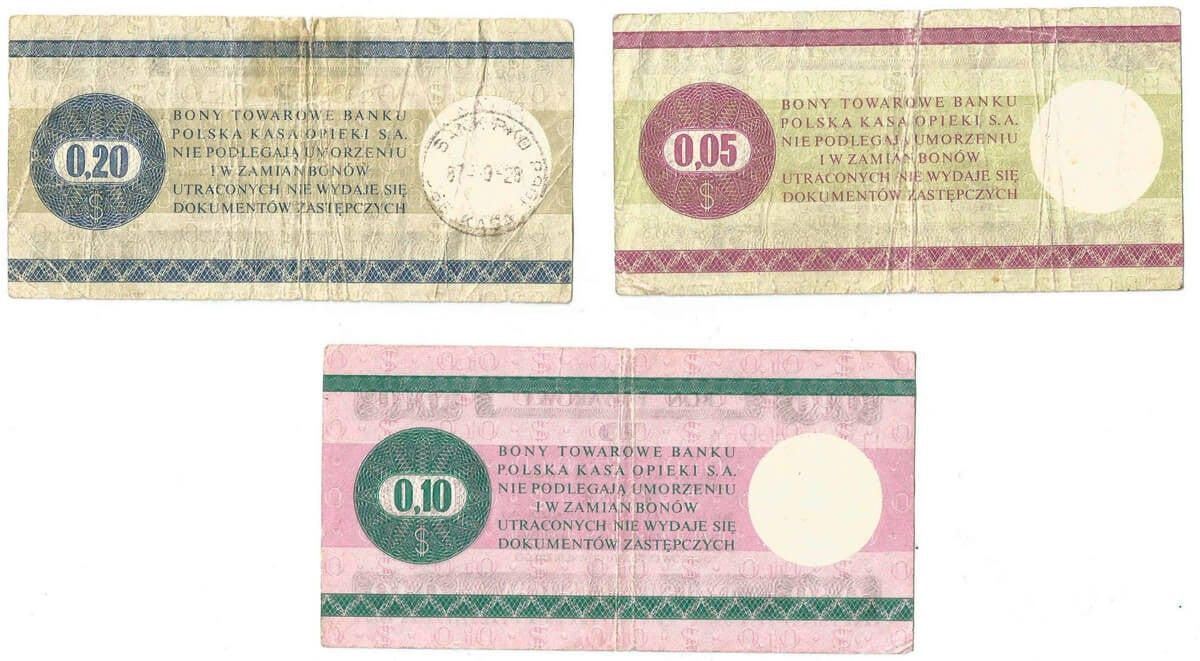 0,20
$
BONY TOWAROWE BANKU
POLSKA KASA OPIEKI S.A.
NIE PODLEGAJĄ UMORZENIU
I W ZAMIAN BONÓW
UTRACONYCH NIE WYDAJE SIĘ
DOKUMENTÓW ZASTĘPCZYCH
KASA
0,05
$
BONY TOWAROWE BANKU
POLSKA KASA OPIEKI S.A.
NIE PODLEGAJĄ UMORZENIU
I W ZAMIAN BONÓW
UTRACONYCH NIE WYDAJE SIĘ
DOKUMENTÓW ZASTĘPCZYCH
0,10
$
BONY TOWAROWE BANKU
POLSKA KASA OPIEKI S.A.
NIE PODLEGAJĄ UMORZENIU
I W ZAMIAN BONÓW
UTRACONYCH NIE WYDAJE SIĘ
DOKUMENTÓW ZASTĘPCZYCH